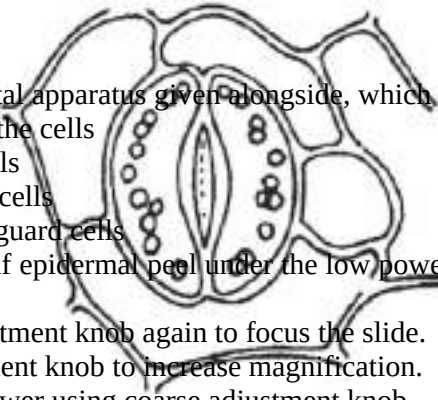 tal apparatus given alongside, which
the cells
ls
cells
guard cells
f epidermal peel under the low powe
tment knob again to focus the slide.
ent knob to increase magnification.
wer using coarse adjustment knob